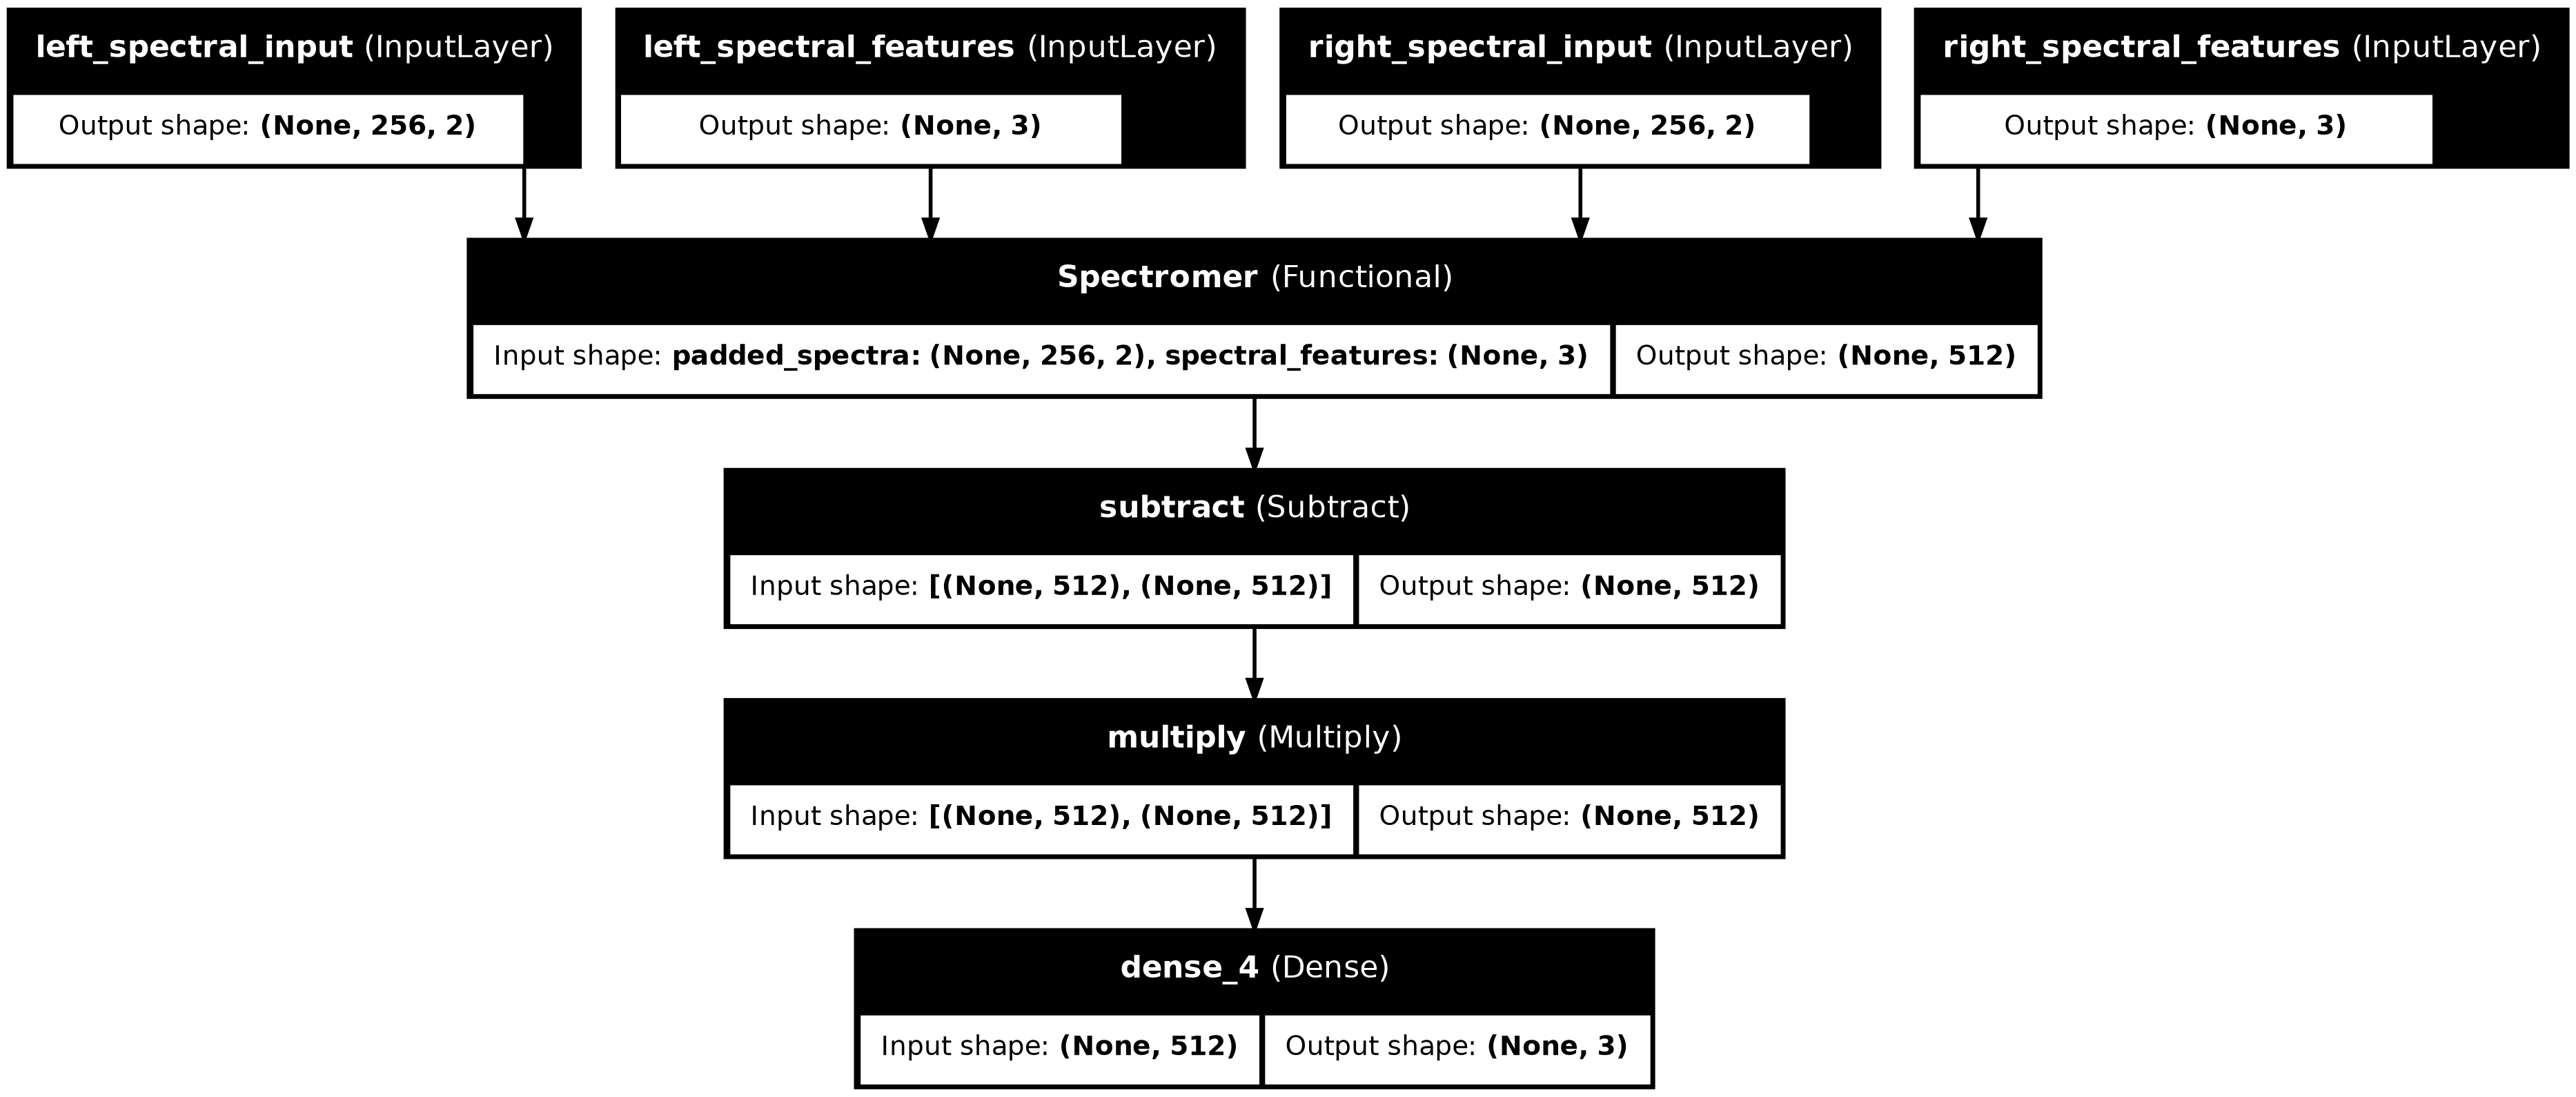 left_spectral_input (InputLayer)
Output shape: (None, 256, 2)
left_spectral_features (InputLayer)
Output shape: (None, 3)
right_spectral_input (InputLayer)
Output shape: (None, 256, 2)
right_spectral_features (InputLayer)
Output shape: (None, 3)
Spectromer (Functional)
Input shape: padded_spectra: (None, 256, 2), spectral_features: (None, 3)
Output shape: (None, 512)
subtract (Subtract)
Input shape: [(None, 512), (None, 512)]
Output shape: (None, 512)
multiply (Multiply)
Input shape: [(None, 512), (None, 512)]
Output shape: (None, 512)
dense_4 (Dense)
Input shape: (None, 512)
Output shape: (None, 3)